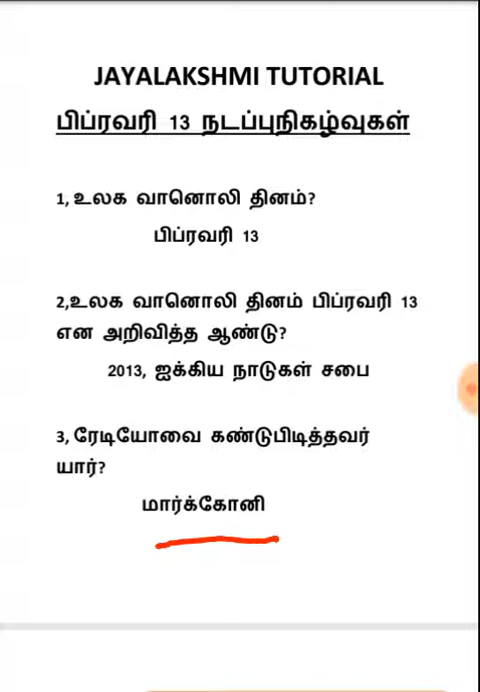 JAYALAKSHMI TUTORIAL
பிப்ரவரி 13 நடப்புநிகழ்வுகள்
1, உலக வானொலி தினம்?
பிப்ரவரி 13
2,உலக வானொலி தினம் பிப்ரவரி 13
என அறிவித்த ஆண்டு?
2013, ஐக்கிய நாடுகள் சபை
3, ரேடியோவை கண்டுபிடித்தவர்
யார்?
மார்க்கோனி